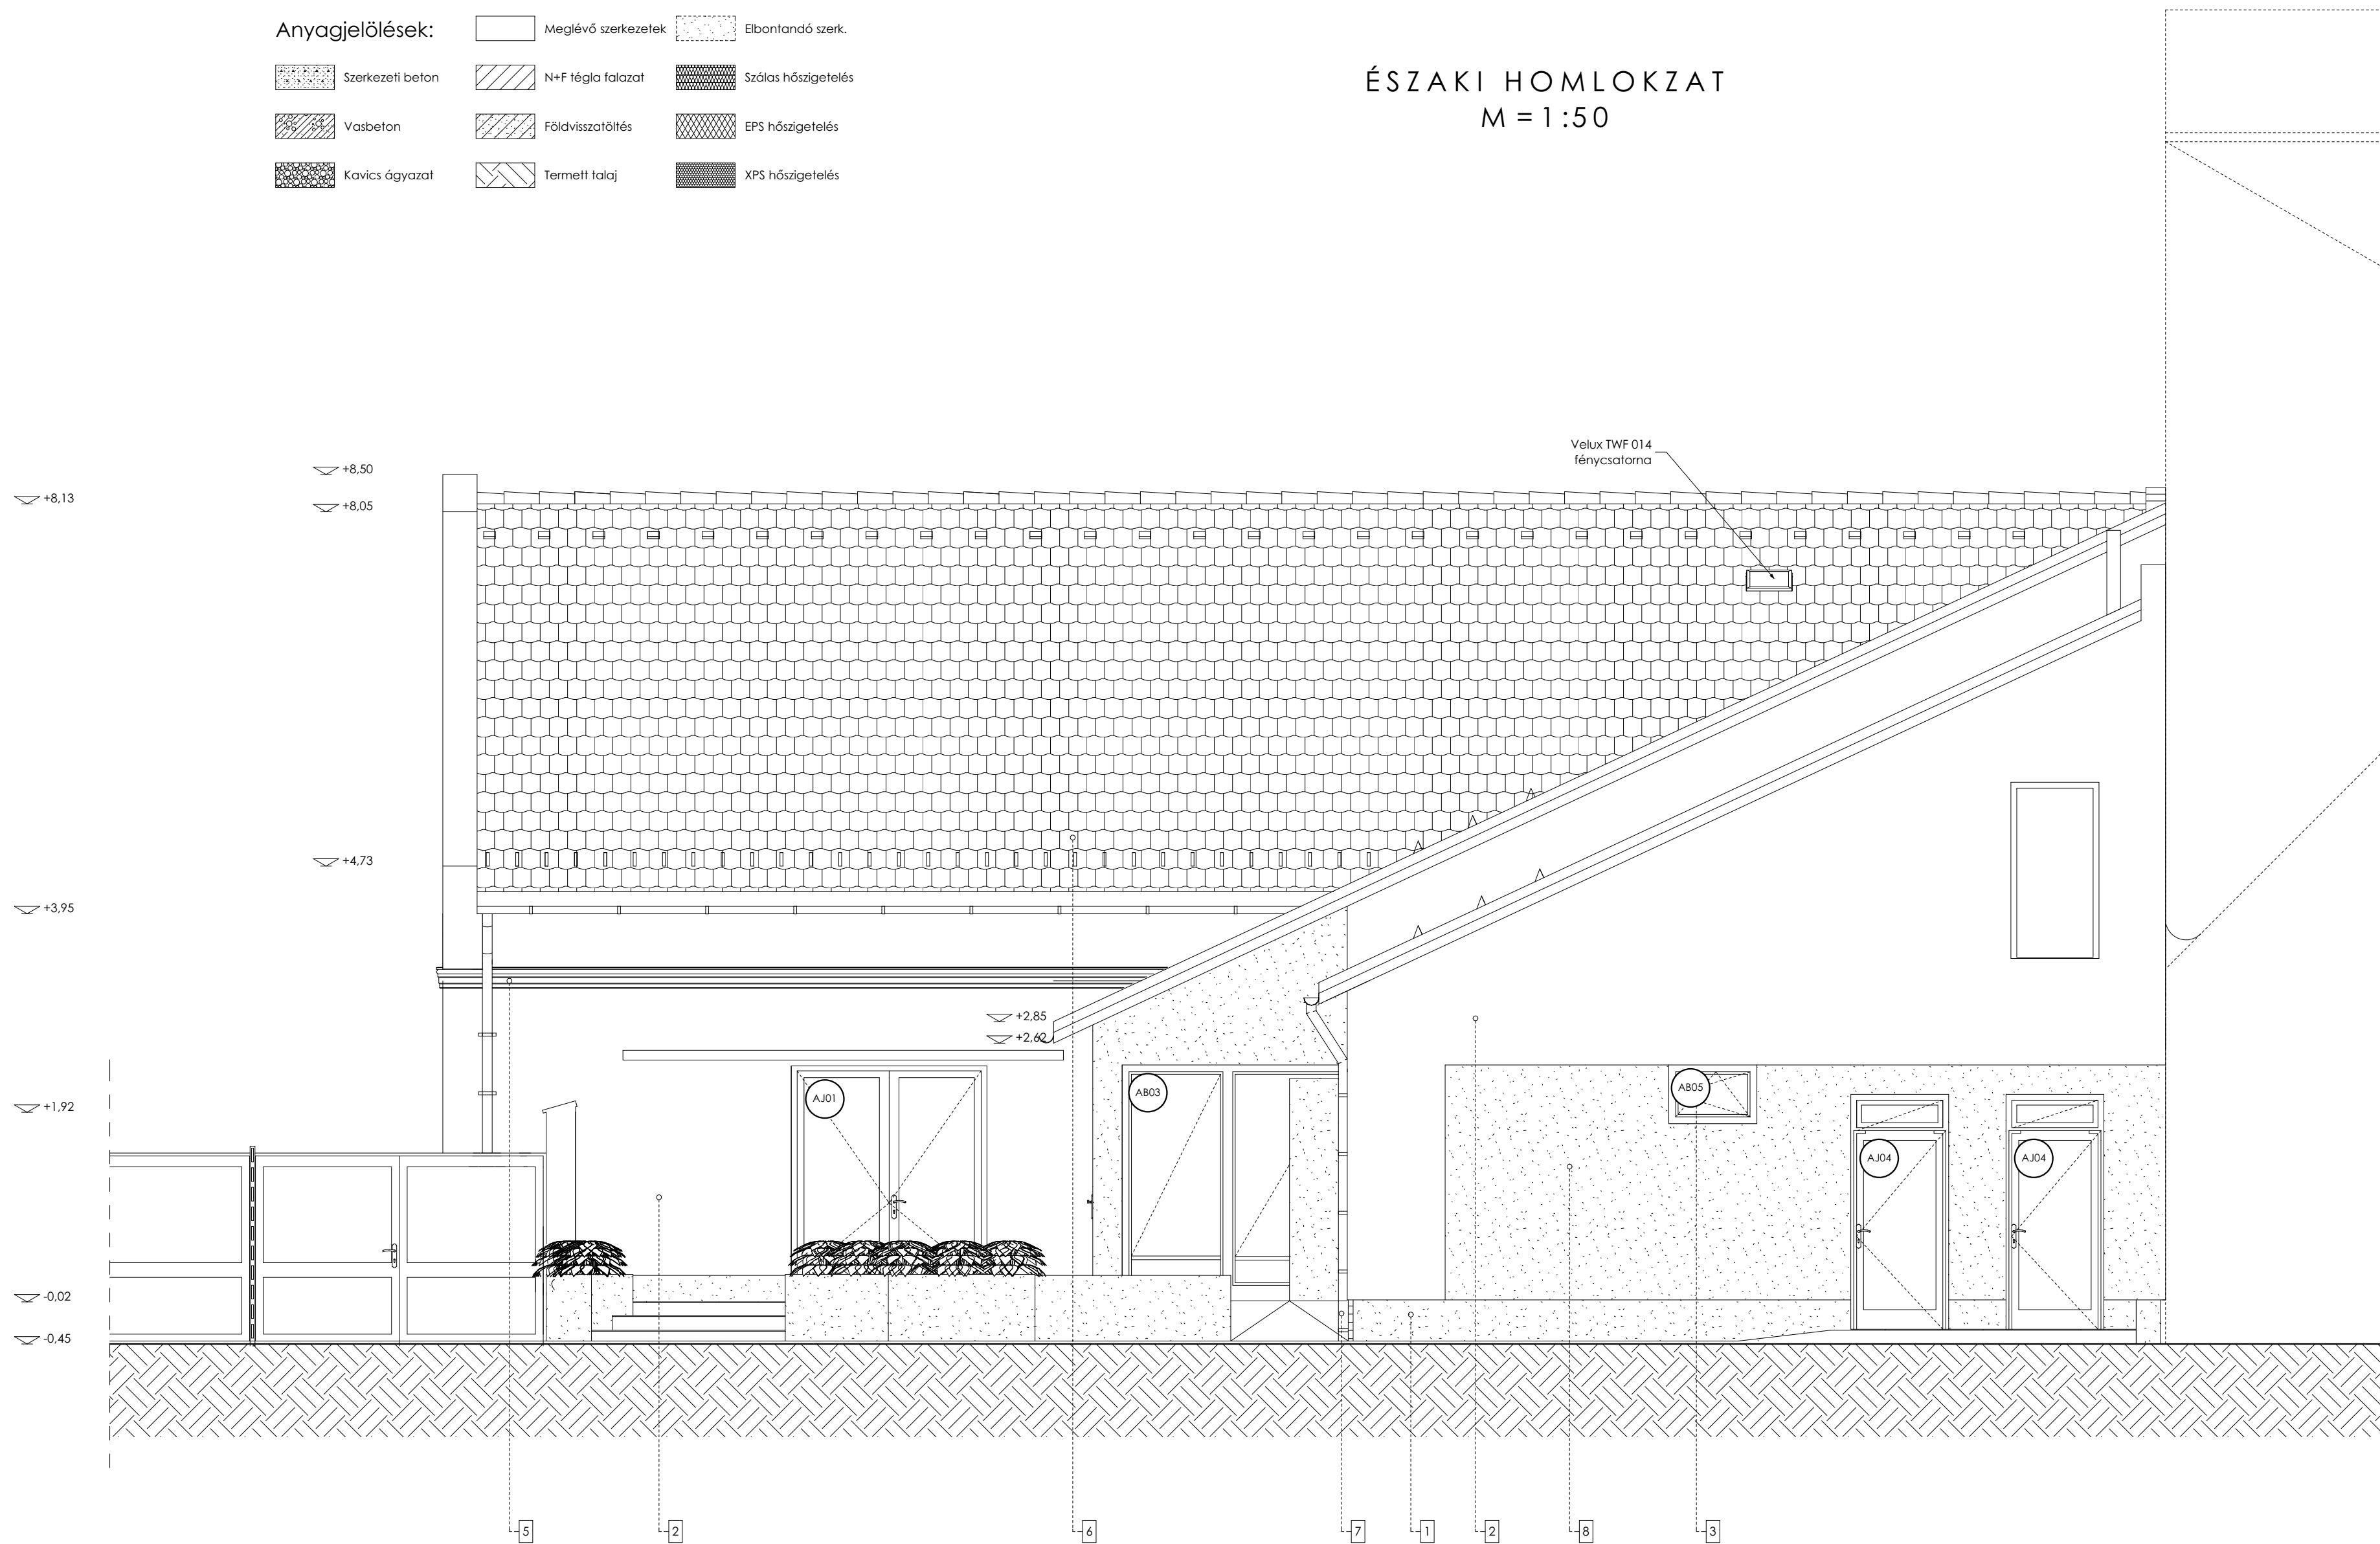 Anyagjelölések:
Meglévő szerkezetek
Elbontandó szerk.
Szerkezeti beton
N+F tégla falazat
Szálas hőszigetelés
Vasbeton
Földvisszatöltés
EPS hőszigetelés
Kavics ágyazat
Termett talaj
XPS hőszigetelés
ÉSZAKI HOMLOKZAT
M =1:50
Velux TWF 014
fénycsatorna
+8,50
+8,13
+8,05
+4,73
+3,95
+2,85
+2,62
+1,92
AJ01
AB03
AB05
AJ04
AJ04
-0,02
-0,45
5
2
6
7
1
2
8
3